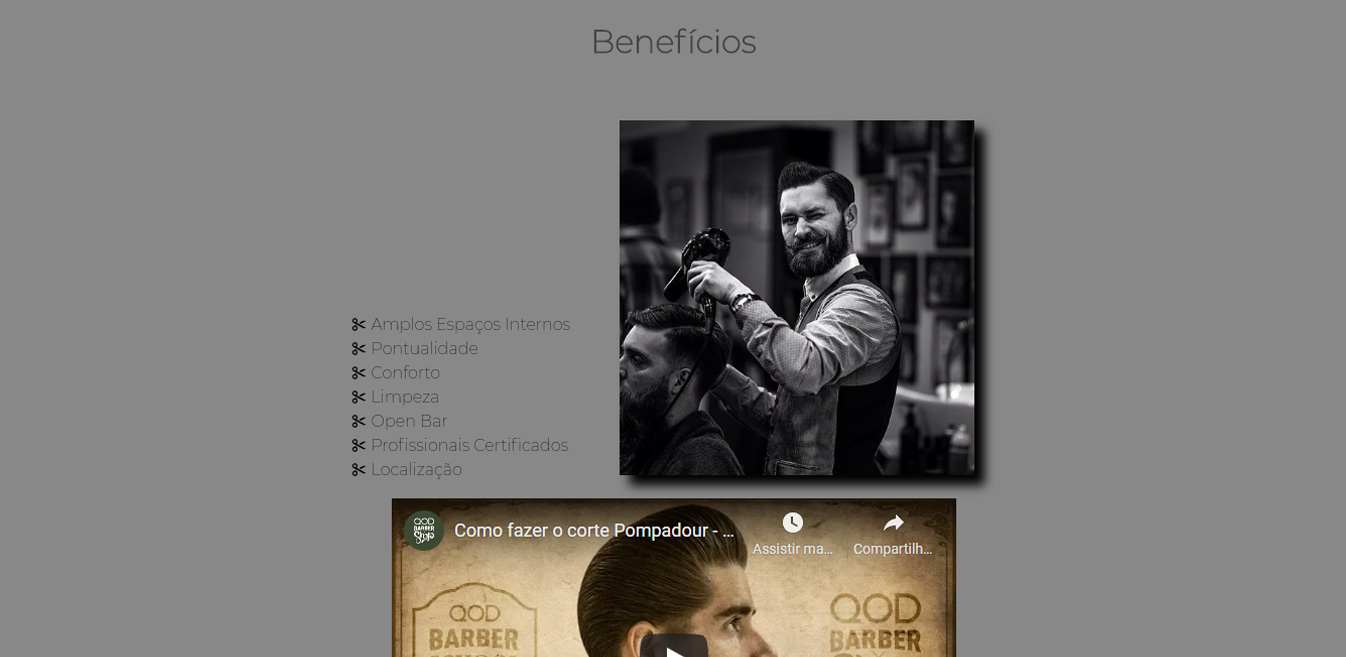 Benefícios
Amplos Espaços Internos
Pontualidade
Conforto
Limpeza
Open Bar
Profissionais Certificados
Localização
QOD
BARBER
Shop
Como fazer o corte Pompadour - ...
Assistir ma...
Compartilh...
QOD
BARBER
QOD
BARBER